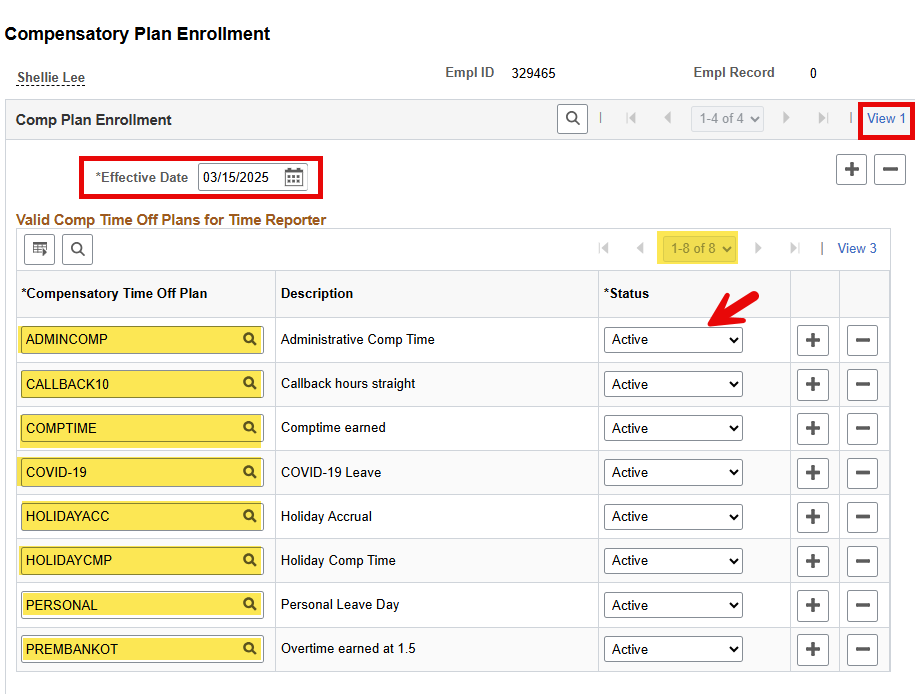 Compensatory Plan Enrollment
Shellie Lee Empl ID 329465 Empl Record 0
Comp Plan Enrollment | 1-4 of 4 | View 1
*Effective Date 03/15/2025
Valid Comp Time Off Plans for Time Reporter
1-8 of 8 | View 3
*Compensatory Time Off Plan Description *Status
ADMINCOMP Administrative Comp Time Active
CALLBACK10 Callback hours straight Active
COMPTIME Comptime earned Active
COVID-19 COVID-19 Leave Active
HOLIDAYACC Holiday Accrual Active
HOLIDAYCMP Holiday Comp Time Active
PERSONAL Personal Leave Day Active
PREMBANKOT Overtime earned at 1.5 Active